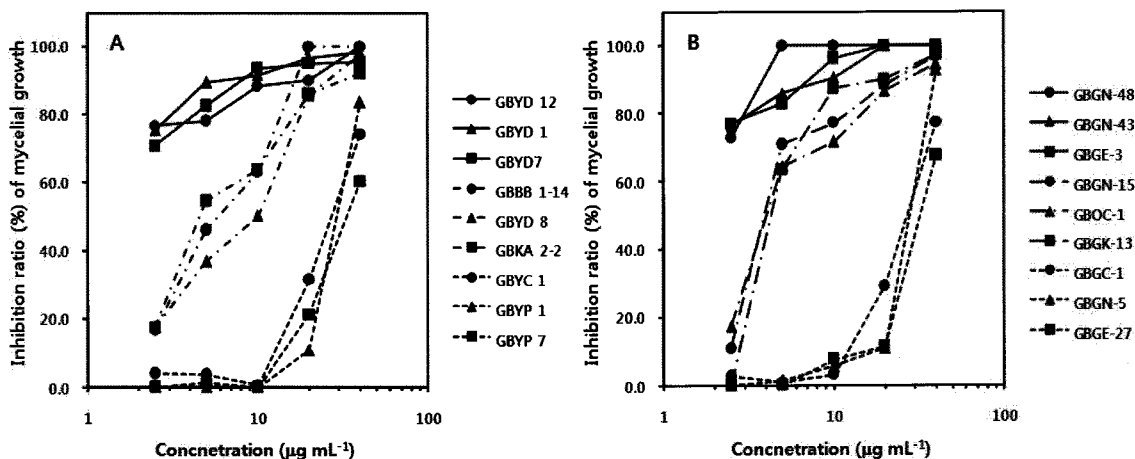 A
Inhibition ratio (%) of mycelial growth
100.0
80.0
60.0
40.0
20.0
0.0
1
10
100
Concnetration (µg mL⁻¹)
GBYD 12
GBYD 1
GBYD7
GBBB 1-14
GBYD 8
GBKA 2-2
GBYC 1
GBYP 1
GBYP 7
B
Inhibition ratio (%) of mycelial growth
100.0
80.0
60.0
40.0
20.0
0.0
1
10
100
Concnetration (µg mL⁻¹)
GBGN-48
GBGN-43
GBGE-3
GBGN-15
GBOC-1
GBGK-13
GBGC-1
GBGN-5
GBGE-27